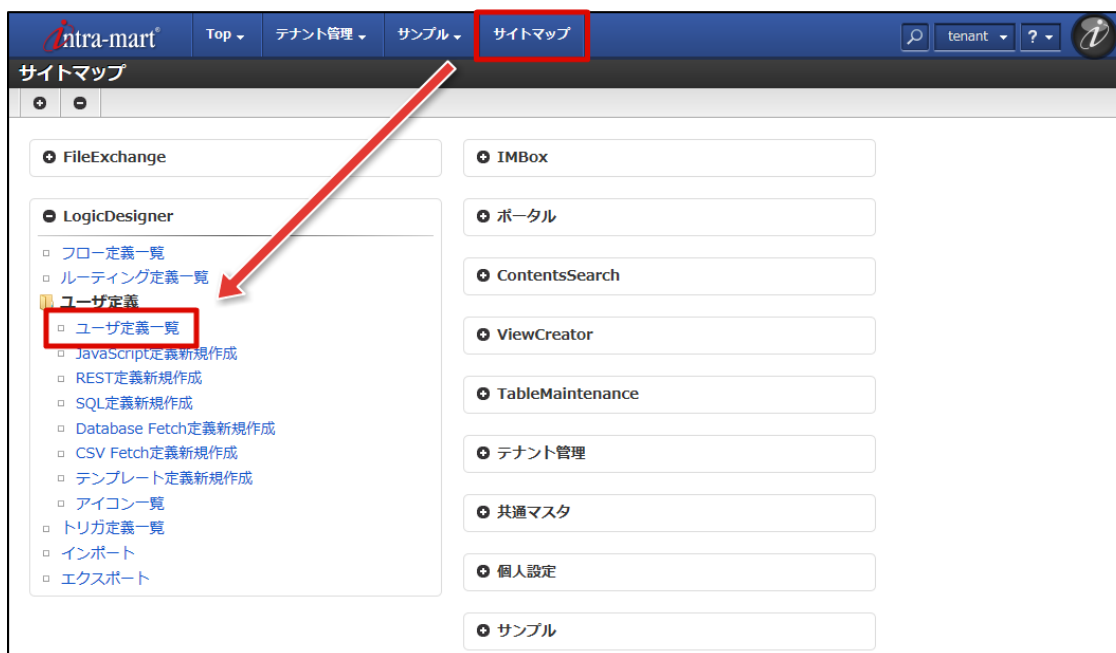 intra-mart® Top テナント管理 サンプル サイトマップ tenant ?
サイトマップ
FileExchange
LogicDesigner
フロー定義一覧
ルーティング定義一覧
ユーザ定義
ユーザ定義一覧
JavaScript定義新規作成
REST定義新規作成
SQL定義新規作成
Database Fetch定義新規作成
CSV Fetch定義新規作成
テンプレート定義新規作成
アイコン一覧
トリガ定義一覧
インポート
エクスポート
IMBox
ポータル
ContentsSearch
ViewCreator
TableMaintenance
テナント管理
共通マスタ
個人設定
サンプル